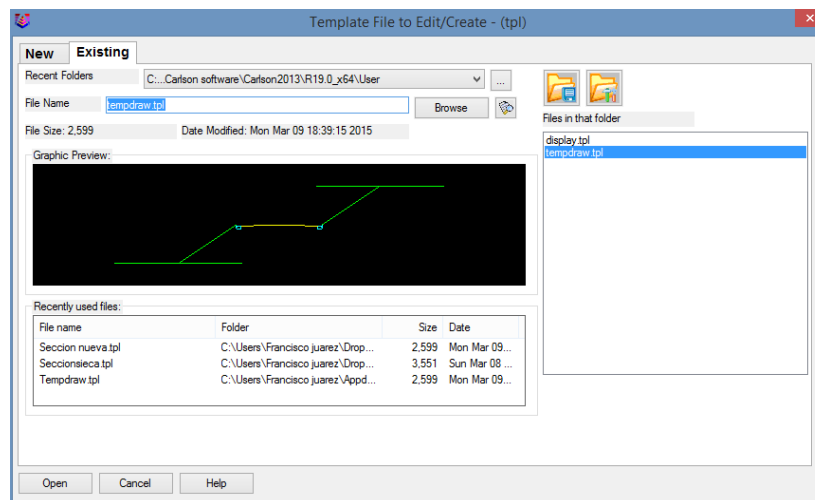 Template File to Edit/Create - (tpl)
New Existing
Recent Folders C:...Carlson software\Carlson2013\R19.0_x64\User ...
File Name tempdraw.tpl Browse
Files in that folder
File Size: 2,599 Date Modified: Mon Mar 09 18:39:15 2015
display.tpl
tempdraw.tpl
Graphic Preview:
Recently used files:
File name Folder Size Date
Seccion nueva.tpl C:\Users\Francisco juarez\Drop... 2,599 Mon Mar 09...
Seccionsieca.tpl C:\Users\Francisco juarez\Drop... 3,551 Sun Mar 08 ...
Tempdraw.tpl C:\Users\Francisco juarez\Appd... 2,599 Mon Mar 09...
Open Cancel Help